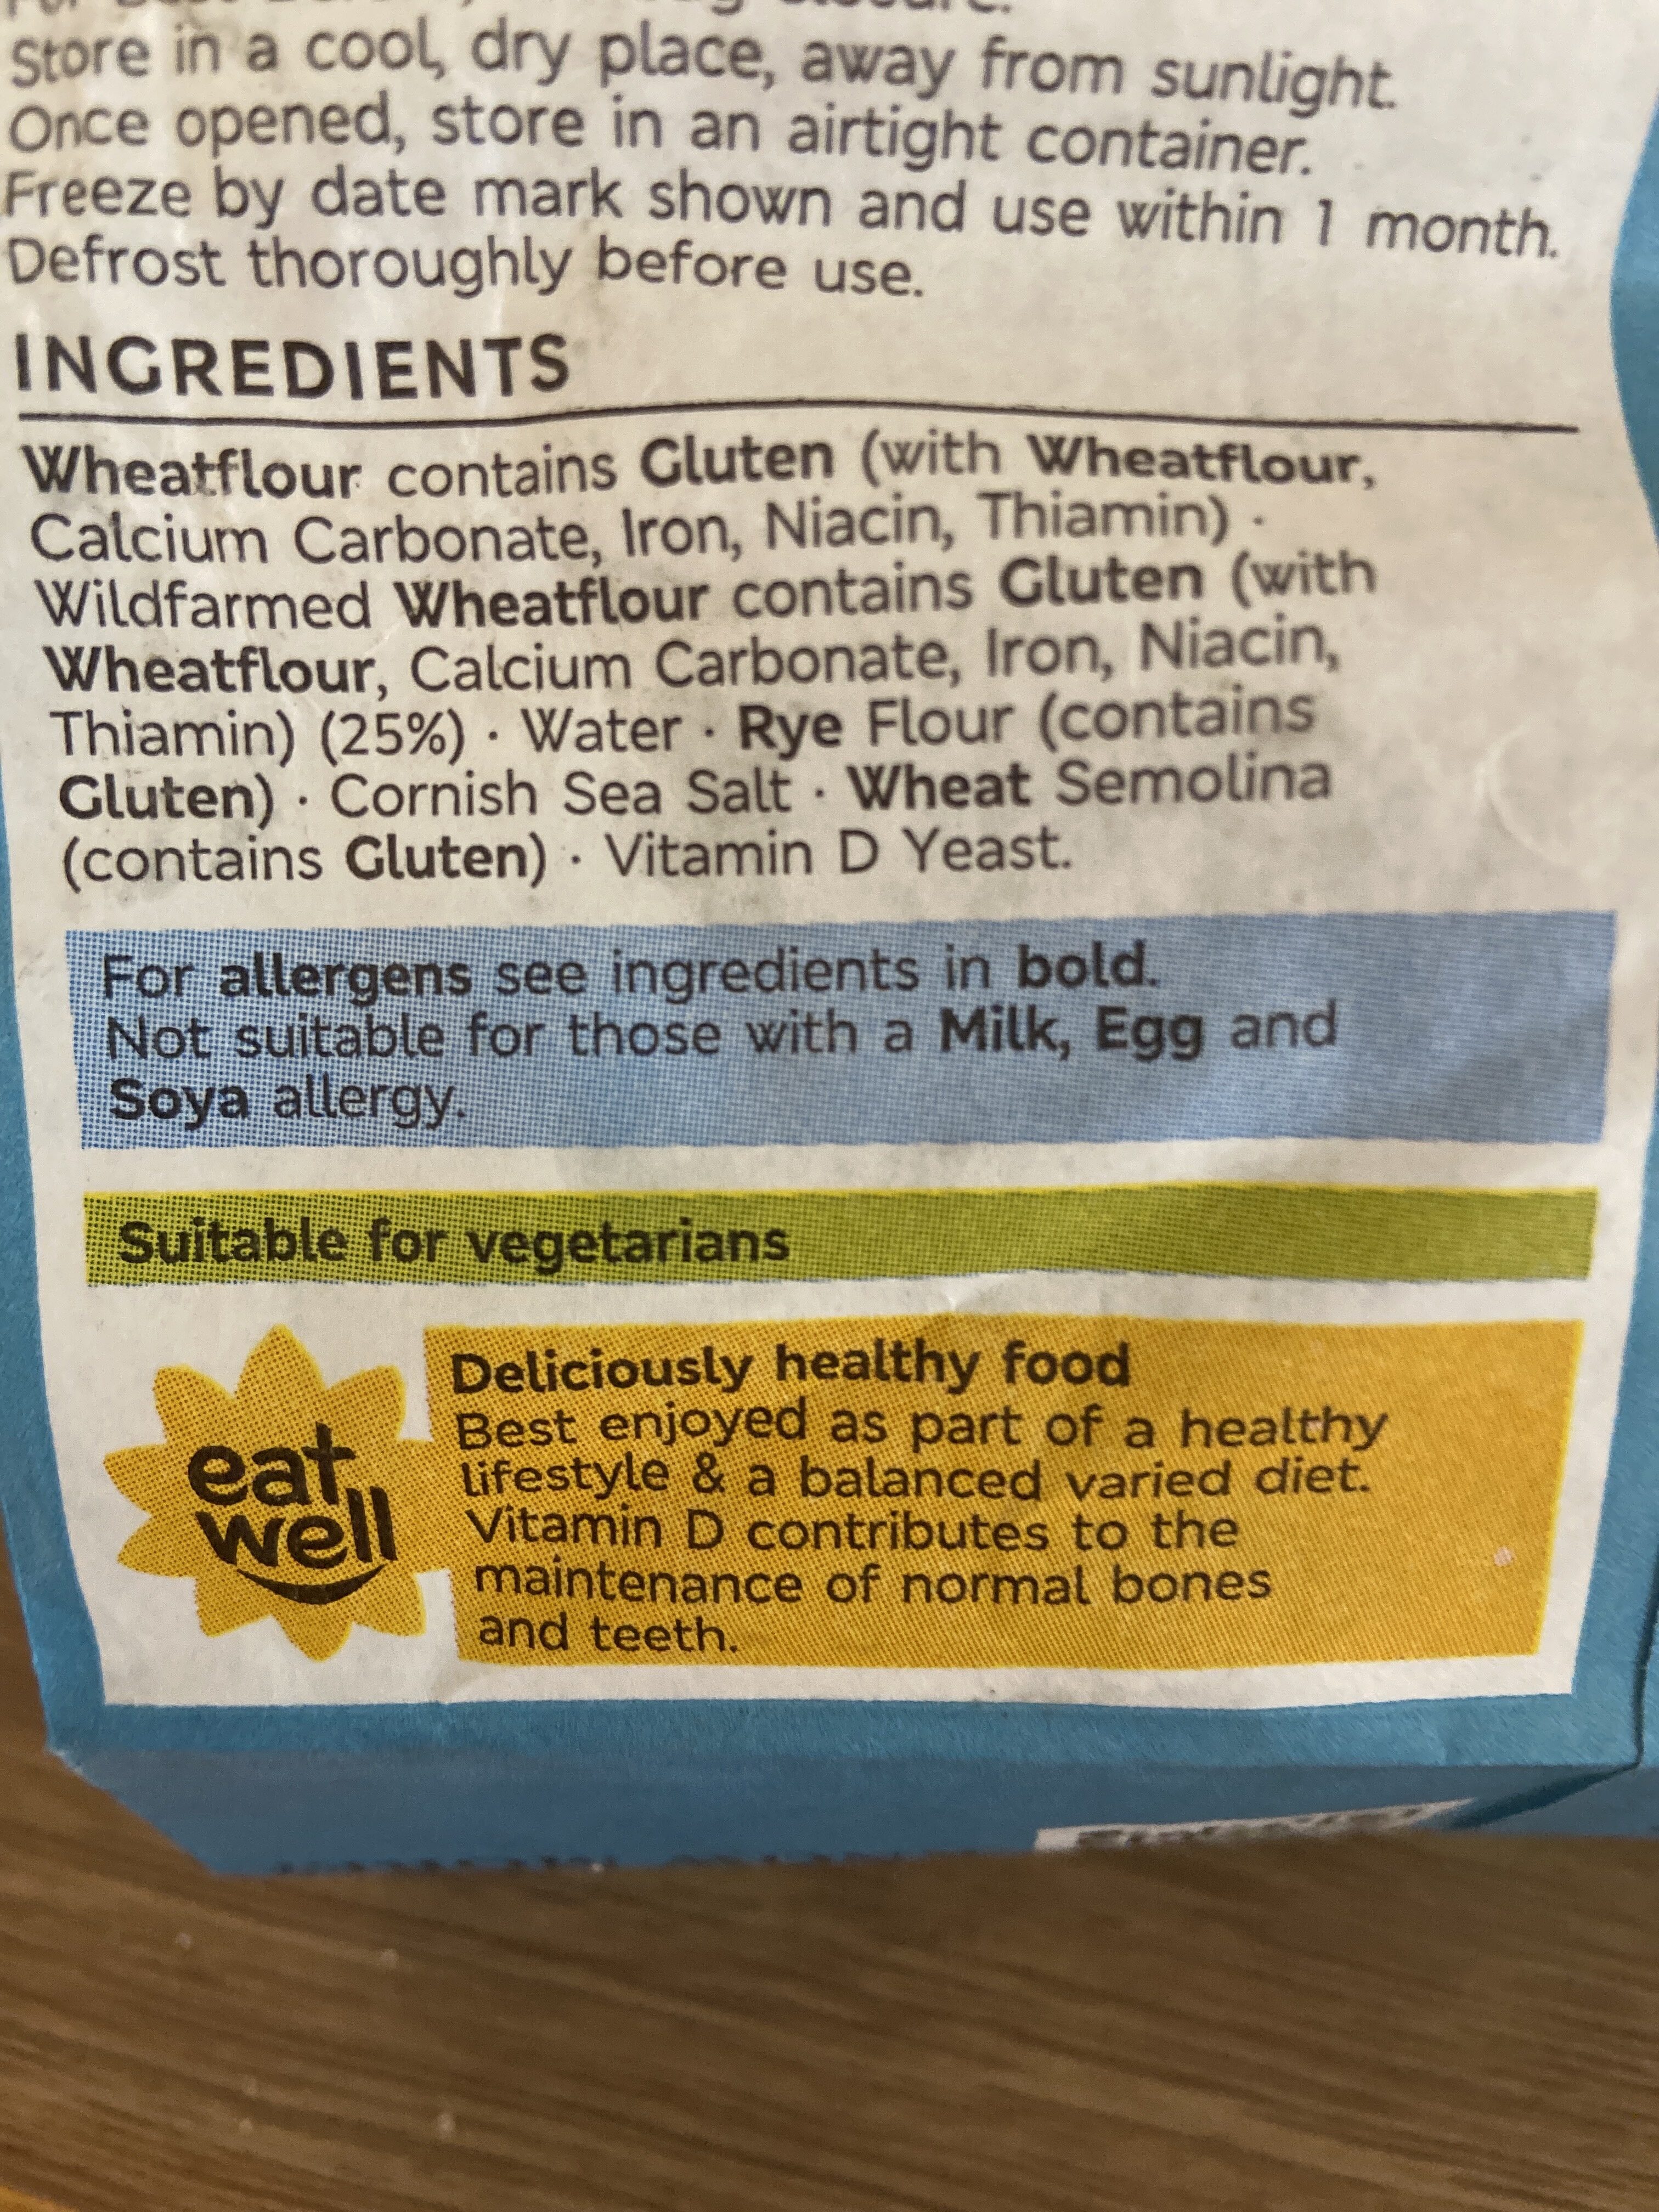 Store in a cool, dry place, away from sunlight.
Once opened, store in an airtight container.
Freeze by date mark shown and use within 1 month.
Defrost thoroughly before use.
INGREDIENTS
Wheatflour contains Gluten (with Wheatflour,
Calcium Carbonate, Iron, Niacin, Thiamin) ·
Wildfarmed Wheatflour contains Gluten (with
Wheatflour, Calcium Carbonate, Iron, Niacin,
Thiamin) (25%) · Water · Rye Flour (contains
Gluten) · Cornish Sea Salt · Wheat Semolina
(contains Gluten) · Vitamin D Yeast.
For allergens see ingredients in bold.
Not suitable for those with a Milk, Egg and
Soya allergy.
Suitable for vegetarians
eat
well
Deliciously healthy food
Best enjoyed as part of a healthy
lifestyle & a balanced varied diet.
Vitamin D contributes to the
maintenance of normal bones
and teeth.